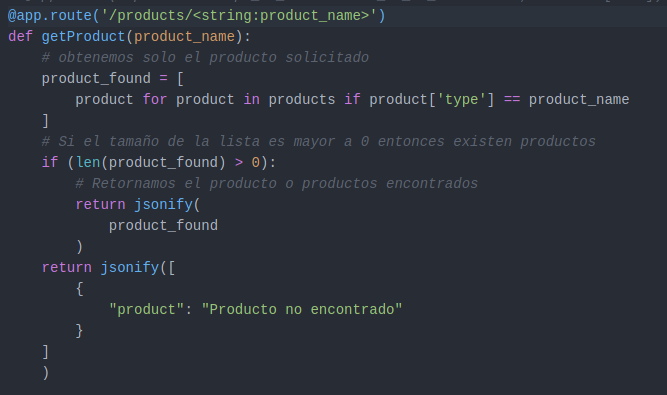 @app.route('/products/<string:product_name>')
def getProduct(product_name):
    # obtenemos solo el producto solicitado
    product_found = [
        product for product in products if product['type'] == product_name
    ]
    # Si el tamaño de la lista es mayor a 0 entonces existen productos
    if (len(product_found) > 0):
        # Retornamos el producto o productos encontrados
        return jsonify(
            product_found
        )
    return jsonify([
        {
            "product": "Producto no encontrado"
        }
    ]
    )